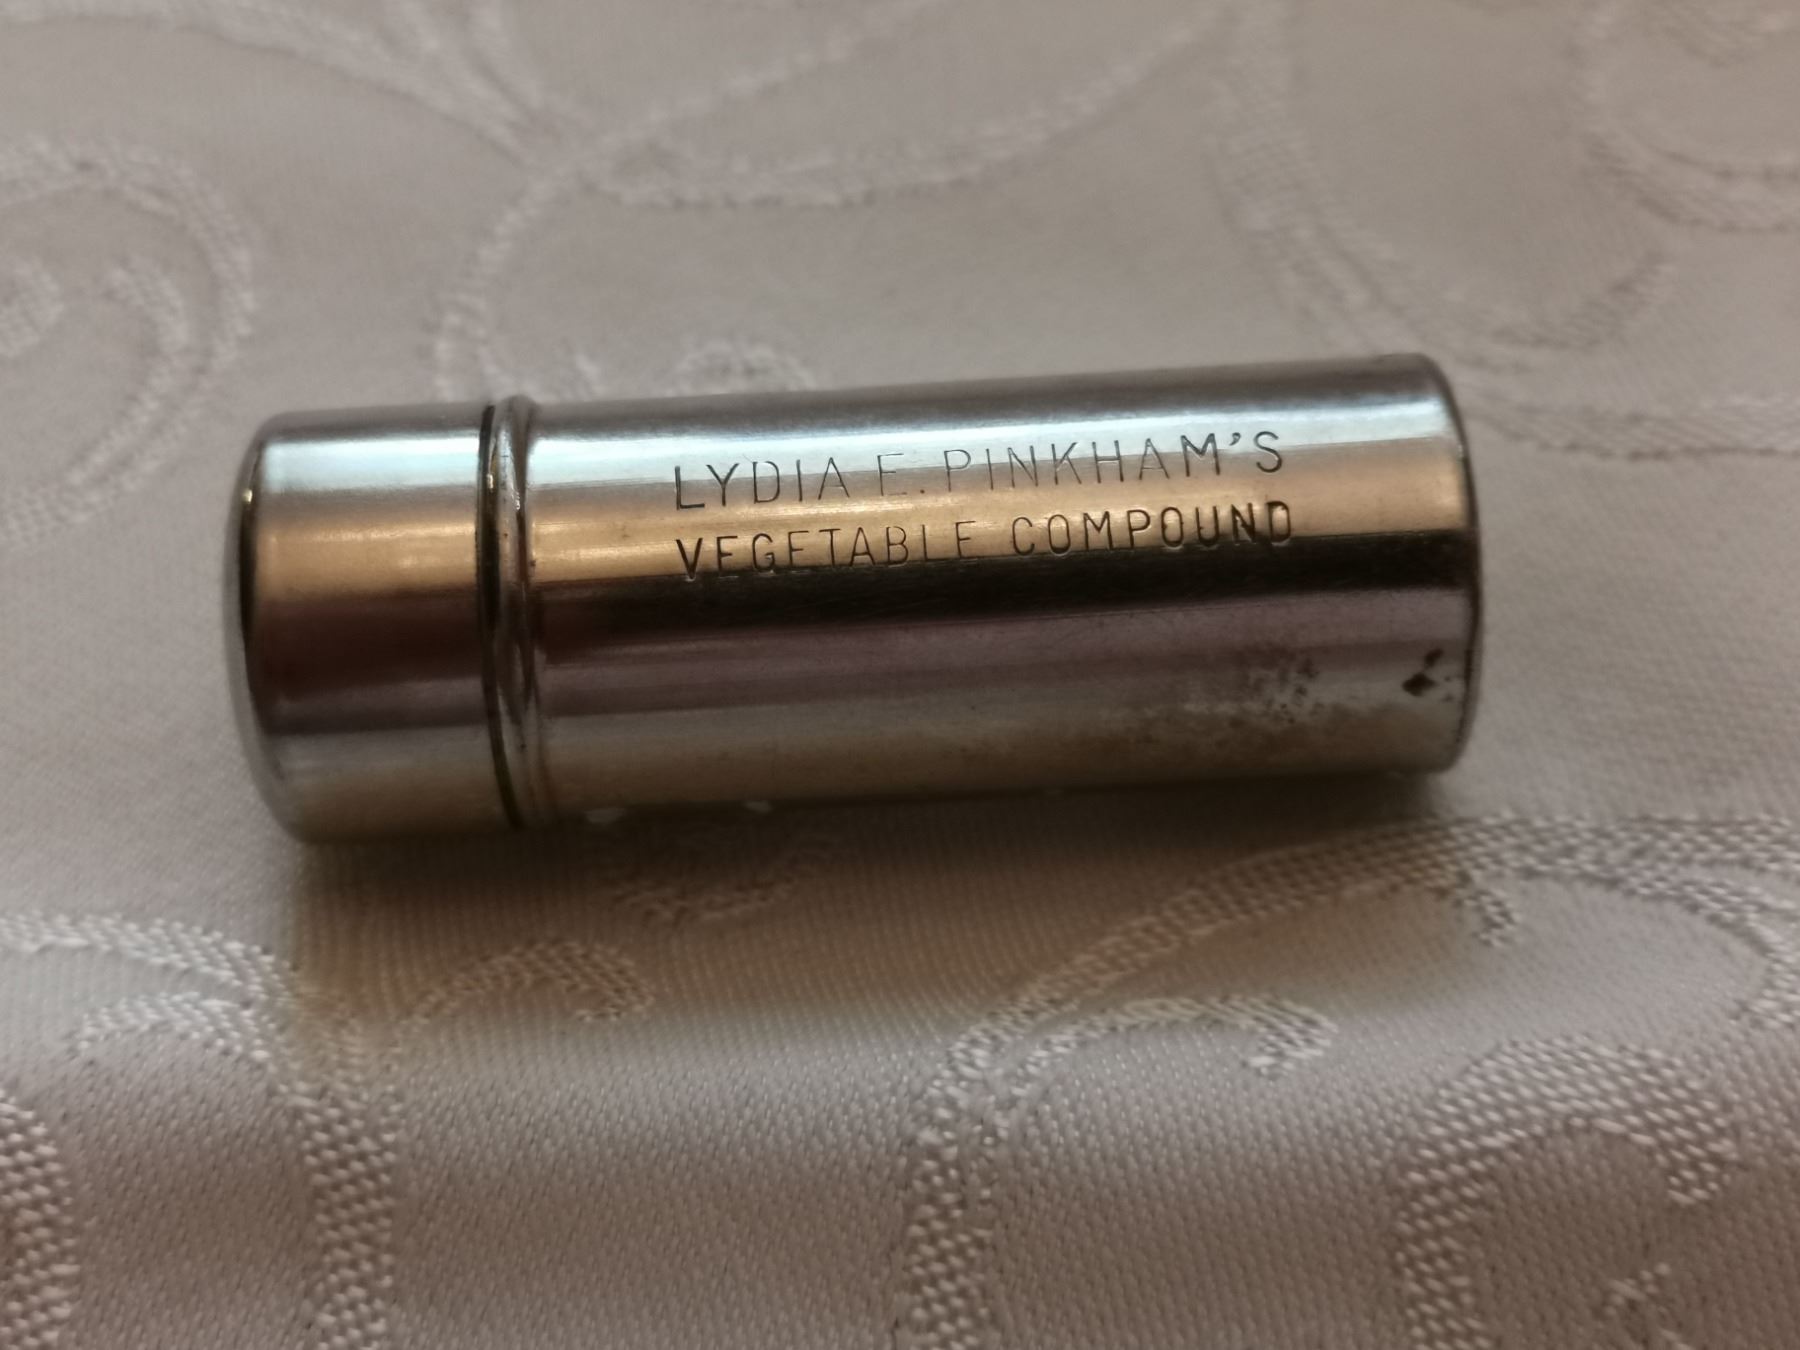 LYDIA E. PINKHAM'S
VEGETABLE COMPOUND